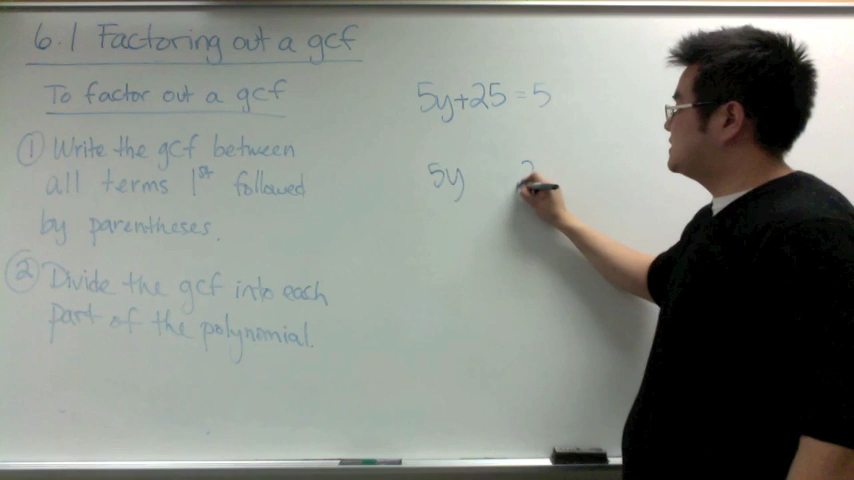 6.1 Factoring out a gcf
To factor out a gcf
① Write the gcf between
all terms 1st followed
by parentheses.
② Divide the gcf into each
part of the polynomial.
5y+25=5
5y